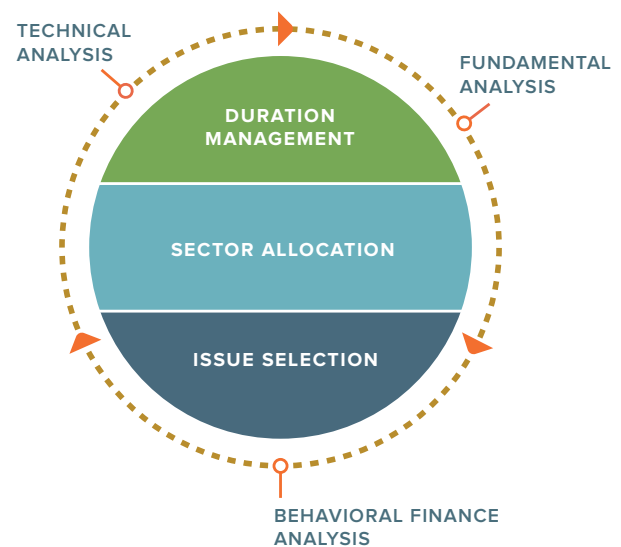 TECHNICAL
ANALYSIS
FUNDAMENTAL
ANALYSIS
DURATION
MANAGEMENT
SECTOR ALLOCATION
ISSUE SELECTION
BEHAVIORAL FINANCE
ANALYSIS